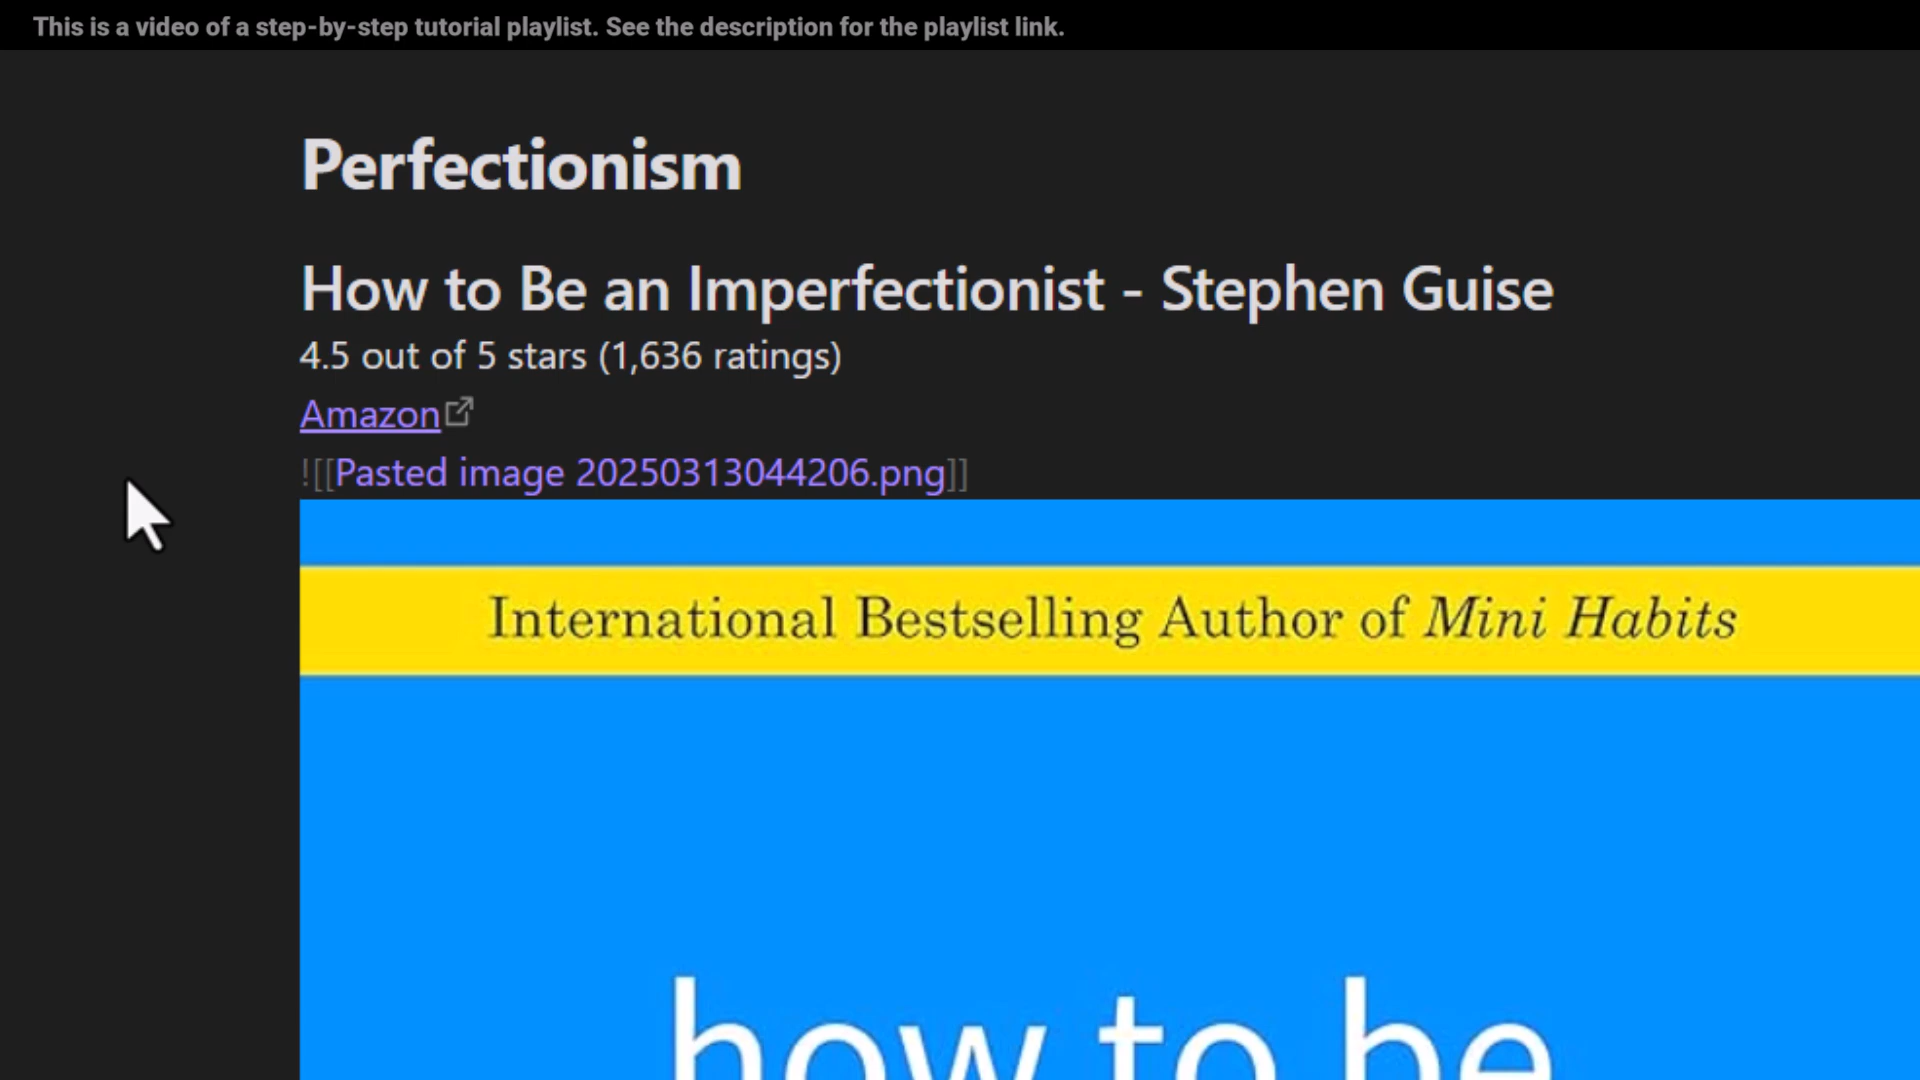 This is a video of a step-by-step tutorial playlist. See the description for the playlist link.
Perfectionism
How to Be an Imperfectionist - Stephen Guise
4.5 out of 5 stars (1,636 ratings)
Amazon
![[Pasted image 20250313044206.png]]
International Bestselling Author of Mini Habits
how to be